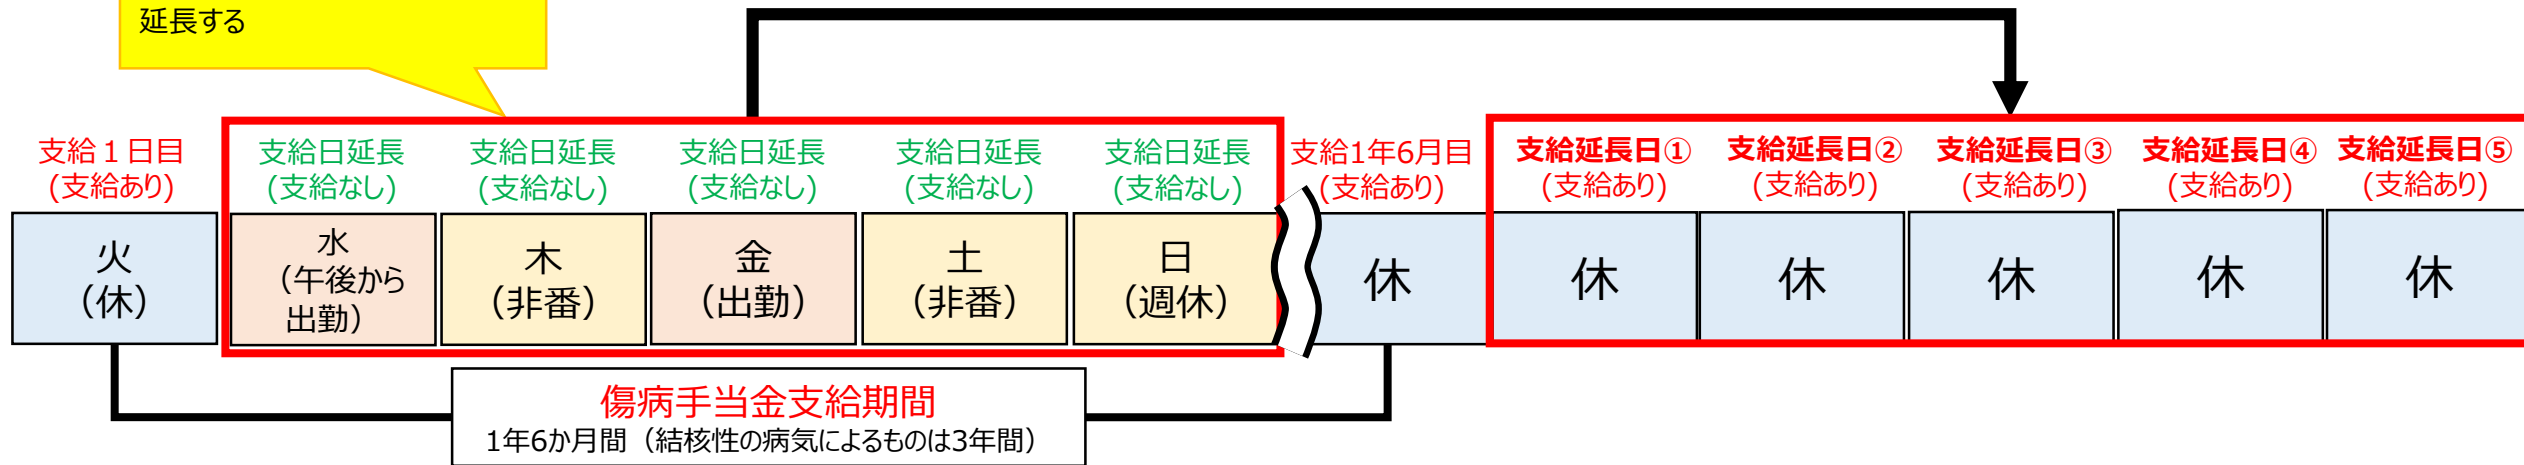 延長する
支給１日目
(支給あり)
支給日延長
(支給なし)
支給日延長
(支給なし)
支給日延長
(支給なし)
支給日延長
(支給なし)
支給日延長
(支給なし)
支給1年6月目
(支給あり)
支給延長日①
(支給あり)
支給延長日②
(支給あり)
支給延長日③
(支給あり)
支給延長日④
(支給あり)
支給延長日⑤
(支給あり)
火
（休）
水
（午後から
出勤）
木
（非番）
金
（出勤）
土
（非番）
日
（週休）
休
休
休
休
休
休
傷病手当金支給期間
1年6か月間（結核性の病気によるものは3年間）